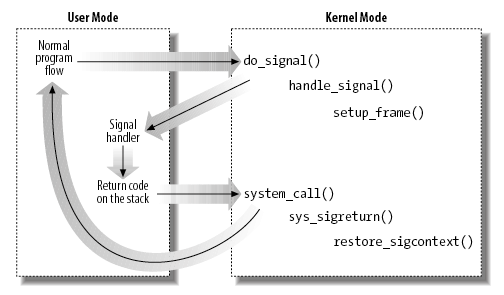 User Mode
Kernel Mode
Normal
program
flow
do_signal()
handle_signal()
setup_frame()
Signal
handler
Return code
on the stack
system_call()
sys_sigreturn()
restore_sigcontext()